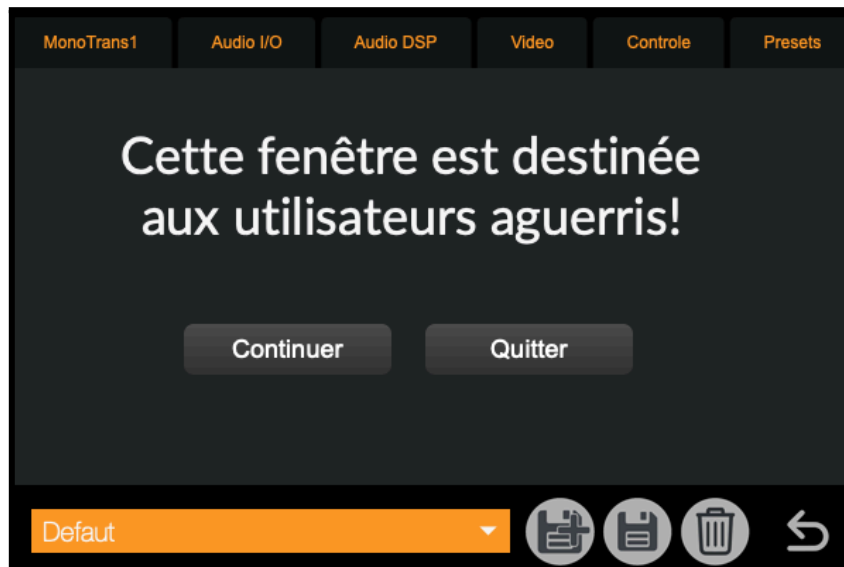 MonoTrans1 Audio I/O Audio DSP Video Controle Presets
Cette fenêtre est destinée
aux utilisateurs aguerris!
Continuer Quitter
Defaut